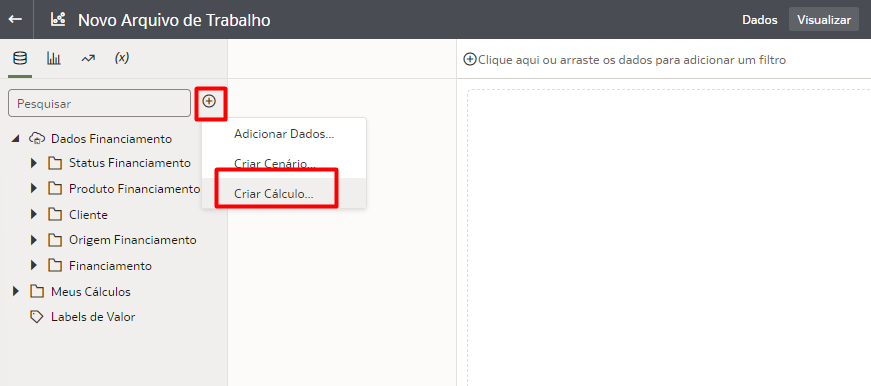 Novo Arquivo de Trabalho
Dados
Visualizar
(x)
Clique aqui ou arraste os dados para adicionar um filtro
Pesquisar
Adicionar Dados...
Criar Cenário...
Criar Cálculo...
Dados Financiamento
Status Financiamento
Produto Financiamento
Cliente
Origem Financiamento
Financiamento
Meus Cálculos
Labels de Valor